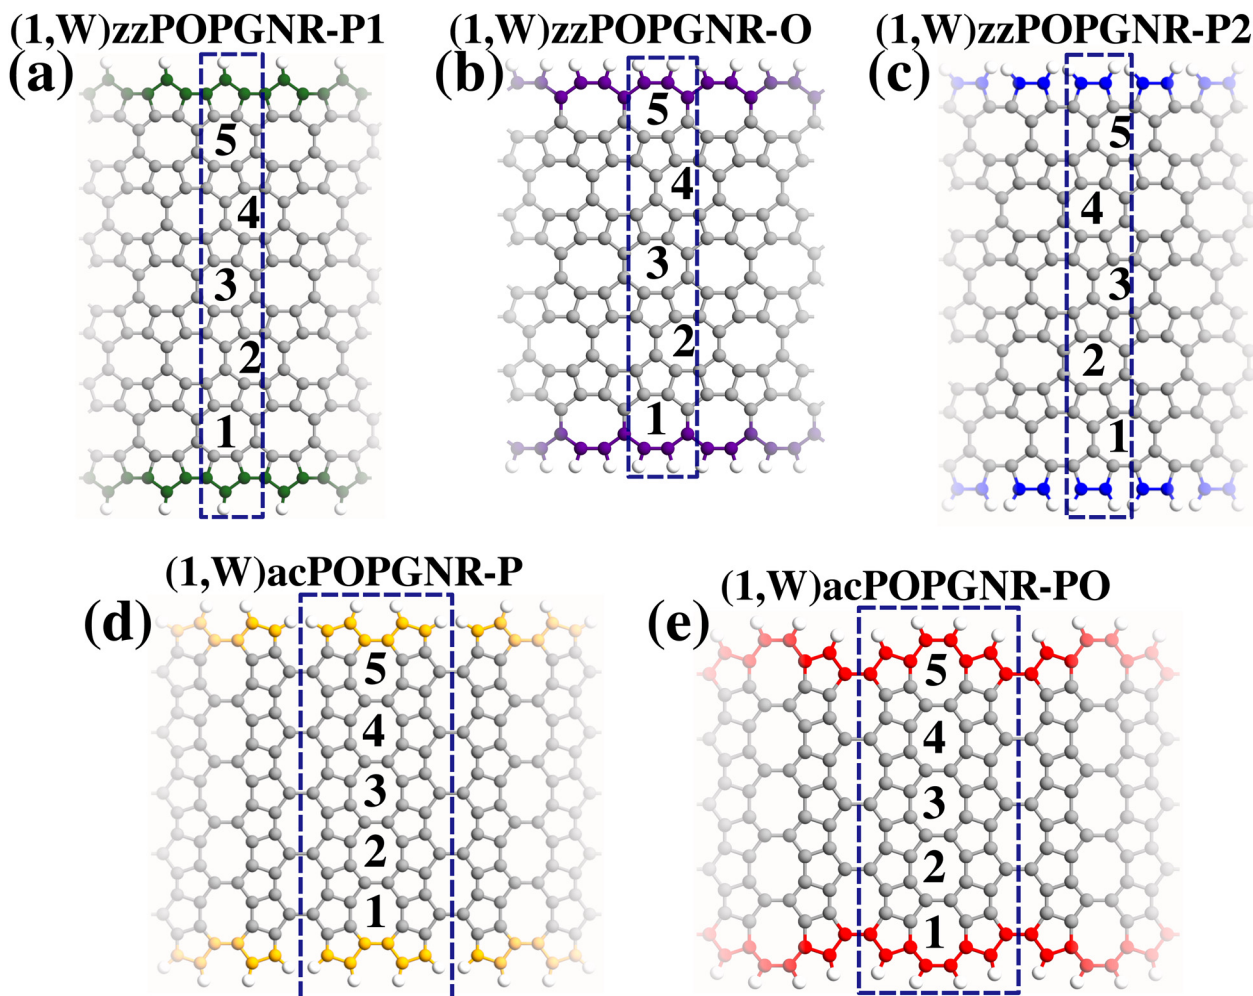 (1,W)zzPOPGNR-P1
(a)
5
4
3
2
1
(1,W)zzPOPGNR-O
(b)
5
4
3
2
1
(1,W)zzPOPGNR-P2
(c)
5
4
3
2
1
(1,W)acPOPGNR-P
(d)
5
4
3
2
1
(1,W)acPOPGNR-PO
(e)
5
4
3
2
1